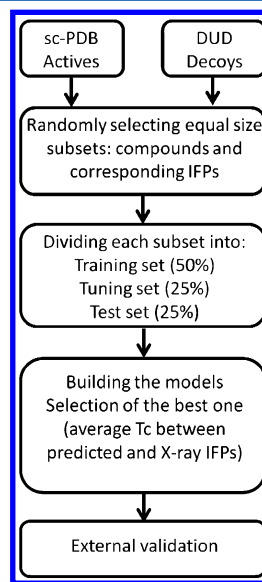 sc-PDB
Actives
DUD
Decoys
Randomly selecting equal size
subsets: compounds and
corresponding IFPs
Dividing each subset into:
Training set (50%)
Tuning set (25%)
Test set (25%)
Building the models
Selection of the best one
(average Tc between
predicted and X-ray IFPs)
External validation